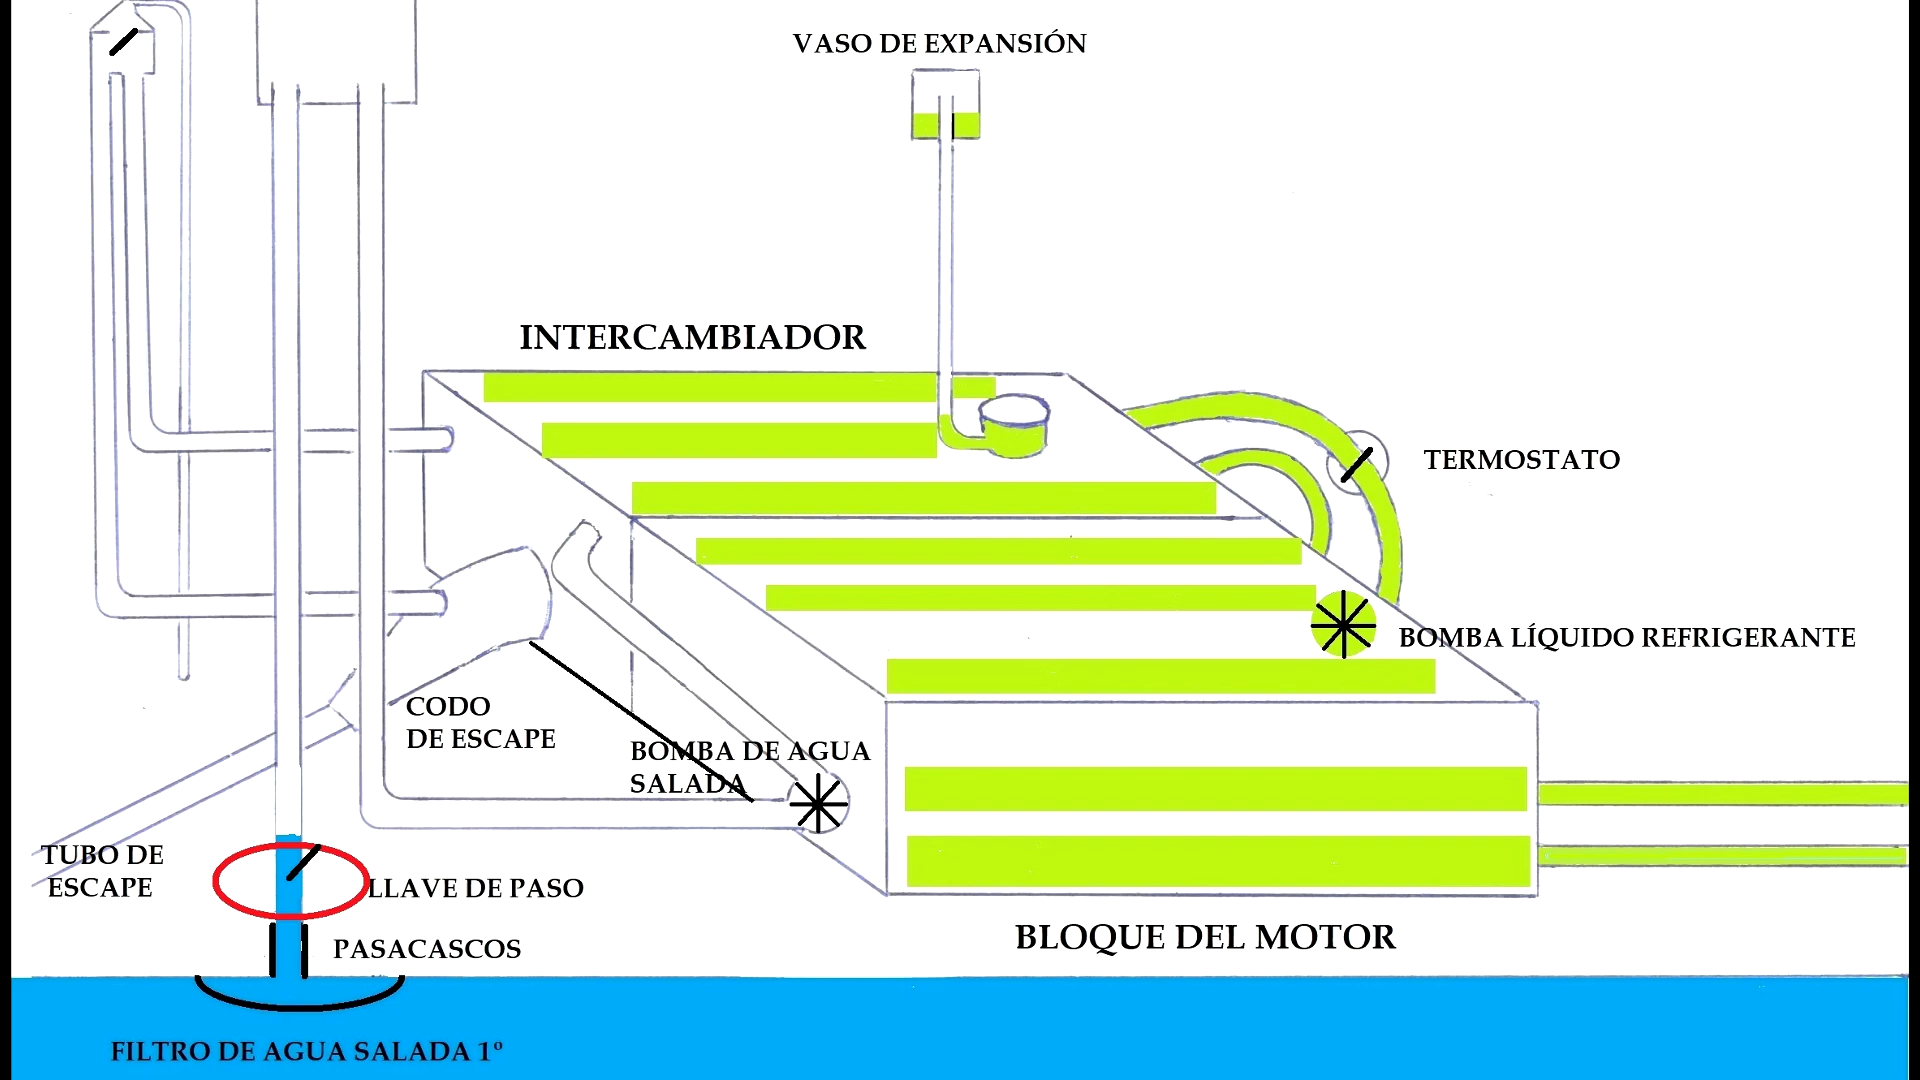 VASO DE EXPANSIÓN
INTERCAMBIADOR
TERMOSTATO
BOMBA LÍQUIDO REFRIGERANTE
CODO
DE ESCAPE
BOMBA DE AGUA
SALADA
TUBO DE
ESCAPE
LLAVE DE PASO
PASACASCOS
BLOQUE DEL MOTOR
FILTRO DE AGUA SALADA 1º